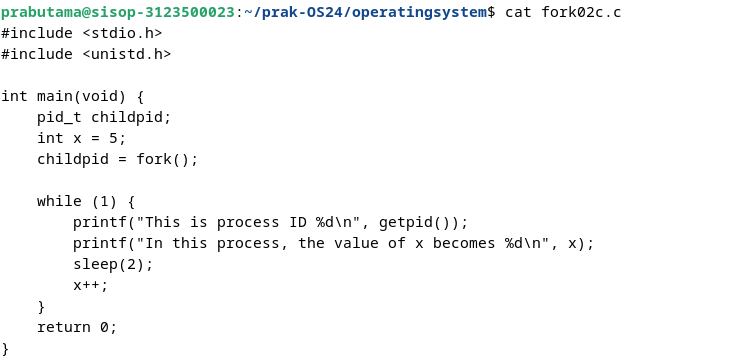 prabutama@sisop-3123500023:~/prak-OS24/operatingsystem$ cat fork02c.c
#include <stdio.h>
#include <unistd.h>

int main(void) {
    pid_t childpid;
    int x = 5;
    childpid = fork();

    while (1) {
        printf("This is process ID %d\n", getpid());
        printf("In this process, the value of x becomes %d\n", x);
        sleep(2);
        x++;
    }
    return 0;
}